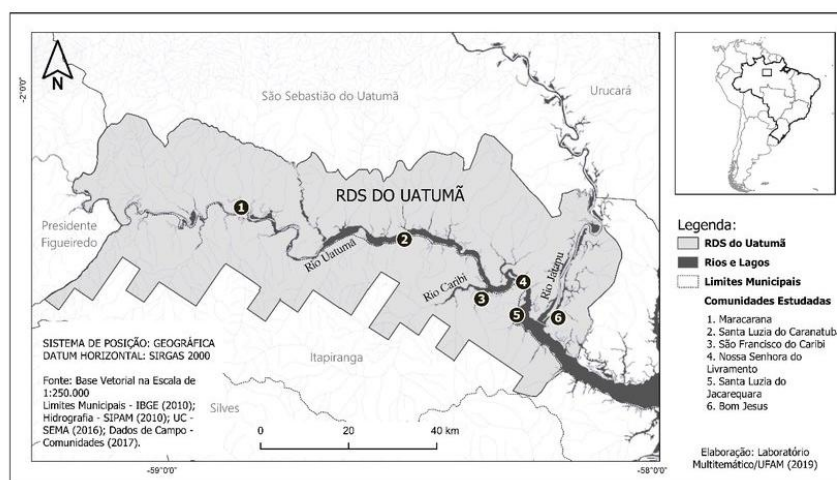 N
-2°0'0"
São Sebastião do Uatumã
Urucará
RDS DO UATUMÃ
Presidente
Figueiredo
1
2
Rio Uatumã
Rio Caribi
3
4
Rio Jatapu
5
6
Itapiranga
Silves
SISTEMA DE POSIÇÃO: GEOGRÁFICA
DATUM HORIZONTAL: SIRGAS 2000
Fonte: Base Vetorial na Escala de
1:250.000
Limites Municipais - IBGE (2010);
Hidrografia - SIPAM (2010); UC -
SEMA (2016); Dados de Campo -
Comunidades (2017).
0 20 40 km
-59°0'0" -58°0'0"
Legenda:
RDS do Uatumã
Rios e Lagos
Limites Municipais
Comunidades Estudadas
1. Maracarana
2. Santa Luzia do Caranatuba
3. São Francisco do Caribi
4. Nossa Senhora do
Livramento
5. Santa Luzia do
Jacarequara
6. Bom Jesus
Elaboração: Laboratório
Multitemático/UFAM (2019)